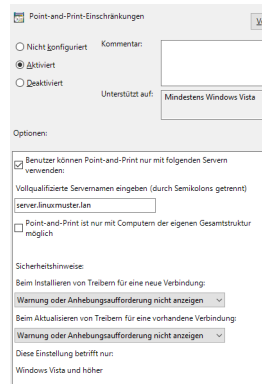 Point-and-Print-Einschränkungen
Nicht konfiguriert
Kommentar:
Aktiviert
Deaktiviert
Unterstützt auf:
Mindestens Windows Vista
Optionen:
Benutzer können Point-and-Print nur mit folgenden Servern
verwenden:
Vollqualifizierte Servernamen eingeben (durch Semikolons getrennt)
server.linuxmuster.lan
Point-and-Print ist nur mit Computern der eigenen Gesamtstruktur
möglich
Sicherheitshinweise:
Beim Installieren von Treibern für eine neue Verbindung:
Warnung oder Anhebungsaufforderung nicht anzeigen
Beim Aktualisieren von Treibern für eine vorhandene Verbindung:
Warnung oder Anhebungsaufforderung nicht anzeigen
Diese Einstellung betrifft nur:
Windows Vista und höher